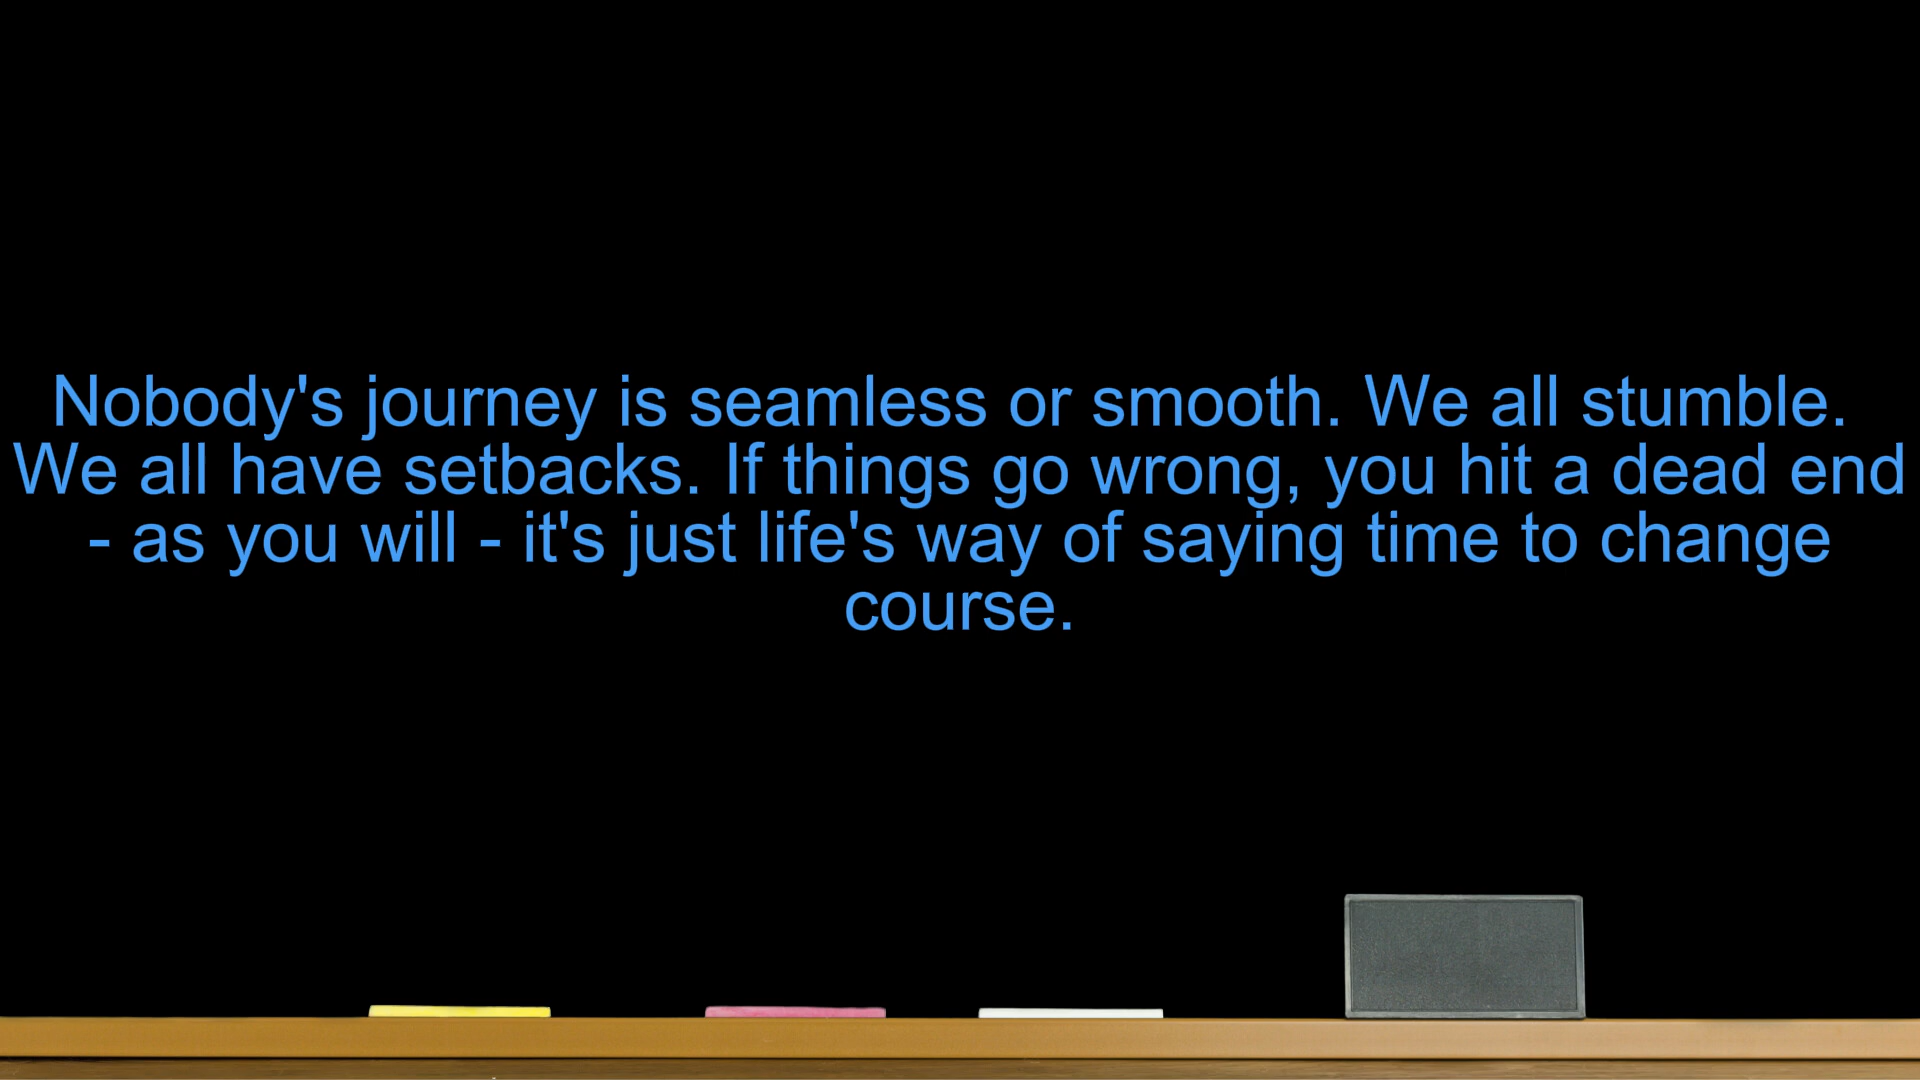 Nobody's journey is seamless or smooth. We all stumble.
We all have setbacks. If things go wrong, you hit a dead end
- as you will - it's just life's way of saying time to change
course.